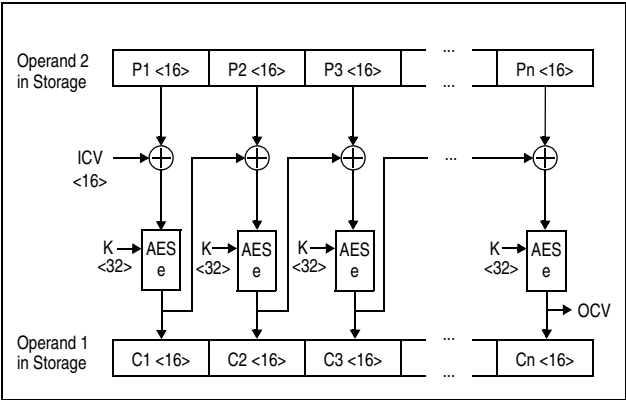 Operand 2
in Storage
P1 <16> P2 <16> P3 <16> ... ... Pn <16>
ICV
<16>
...
K
<32>
AES
e
K
<32>
AES
e
K
<32>
AES
e
K
<32>
AES
e
OCV
Operand 1
in Storage
C1 <16> C2 <16> C3 <16> ... ... Cn <16>